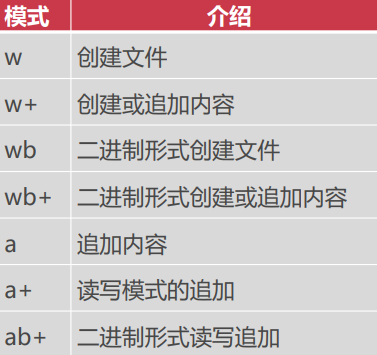 模式 介绍
w 创建文件
w+ 创建或追加内容
wb 二进制形式创建文件
wb+ 二进制形式创建或追加内容
a 追加内容
a+ 读写模式的追加
ab+ 二进制形式读写追加